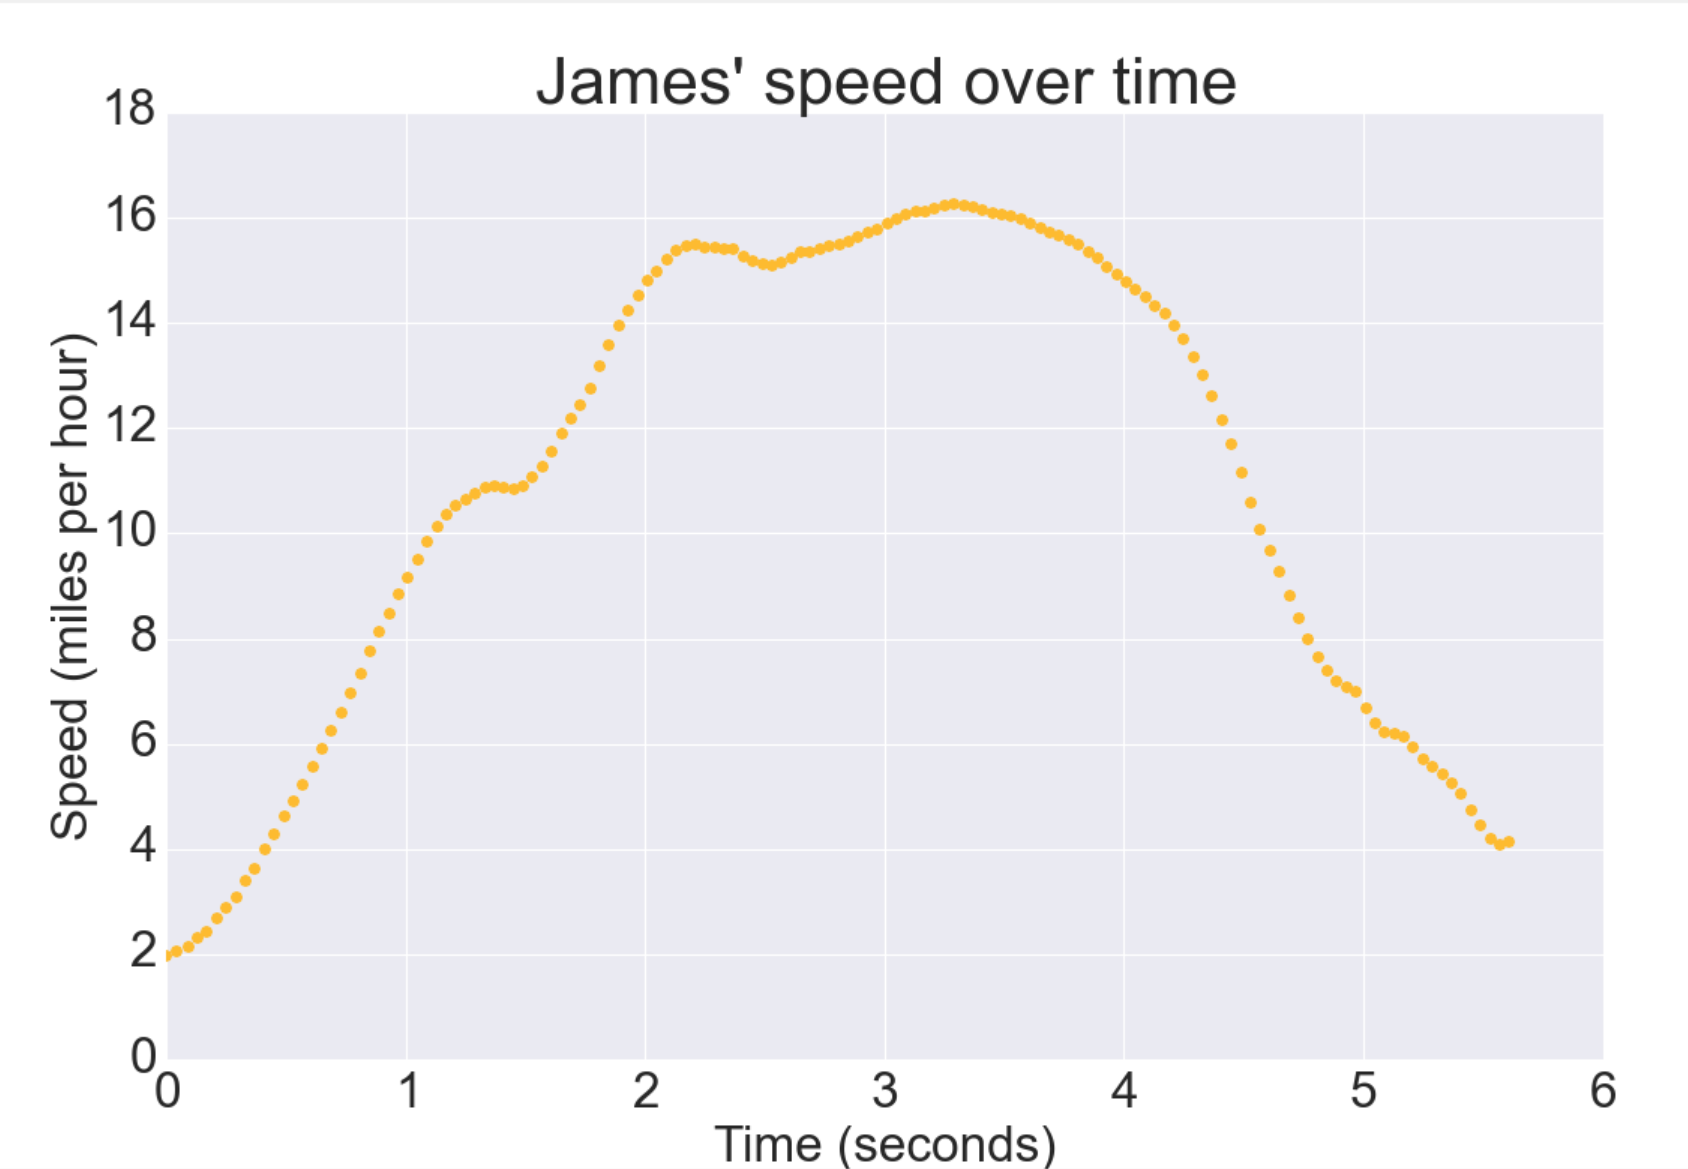 James' speed over time
18
16
14
12
10
8
6
4
2
0
Speed (miles per hour)
0 1 2 3 4 5 6
Time (seconds)